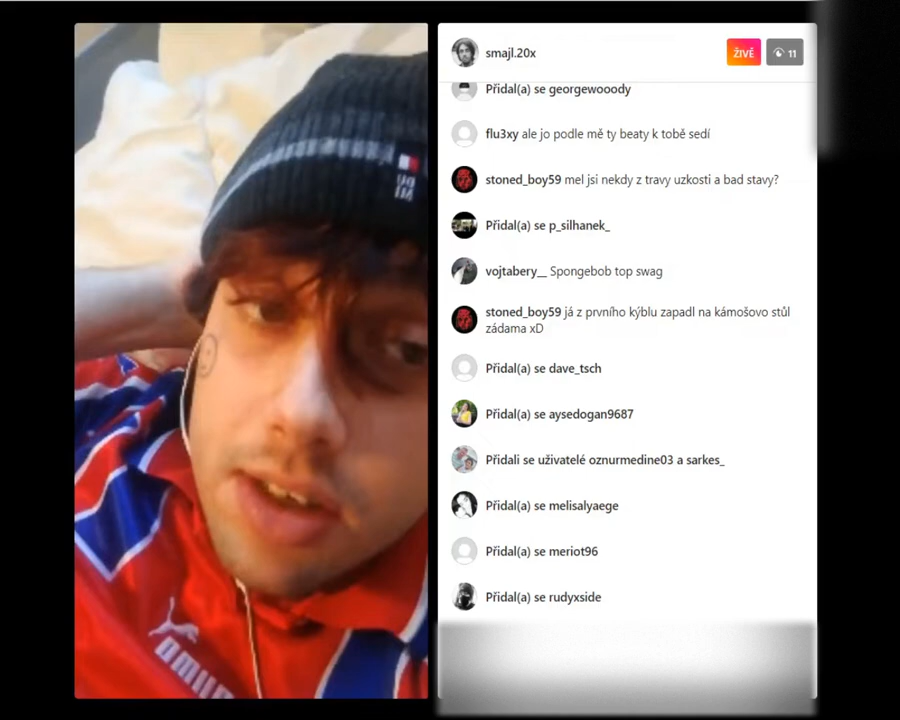 smajl.20x
ŽIVĚ
11
Přidal(a) se georgewooody
flu3xy ale jo podle mě ty beaty k tobě sedí
stoned_boy59 mel jsi nekdy z travy uzkosti a bad stavy?
Přidal(a) se p_silhanek_
vojtabery__ Spongebob top swag
stoned_boy59 já z prvního kýblu zapadl na kámošovo stůl
zádama xD
Přidal(a) se dave_tsch
Přidal(a) se aysedogan9687
Přidali se uživatelé oznurmedine03 a sarkes_
Přidal(a) se melisalyaege
Přidal(a) se meriot96
Přidal(a) se rudyxside